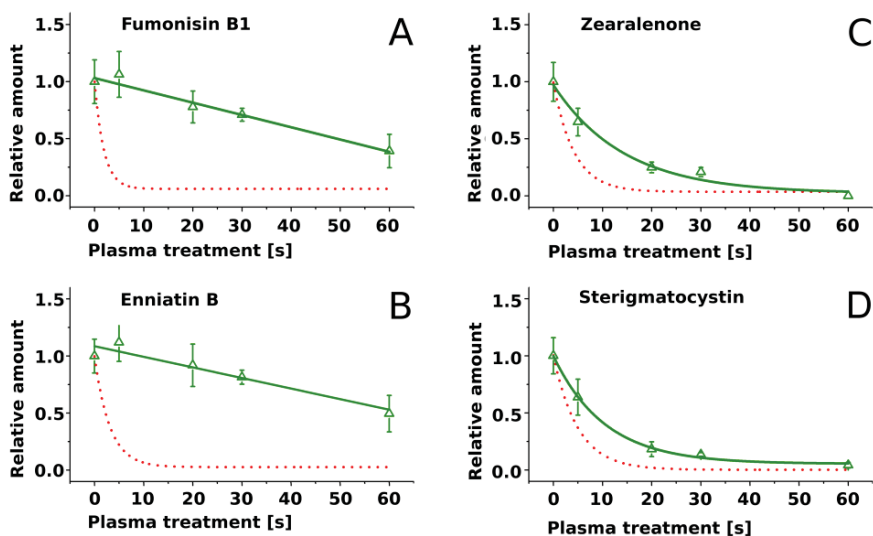 Fumonisin B1
A
1.5
1.0
0.5
0.0
Relative amount
0 10 20 30 40 50 60
Plasma treatment [s]
Zearalenone
C
1.5
1.0
0.5
0.0
Relative amount
0 10 20 30 40 50 60
Plasma treatment [s]
Enniatin B
B
1.5
1.0
0.5
0.0
Relative amount
0 10 20 30 40 50 60
Plasma treatment [s]
Sterigmatocystin
D
1.5
1.0
0.5
0.0
Relative amount
0 10 20 30 40 50 60
Plasma treatment [s]